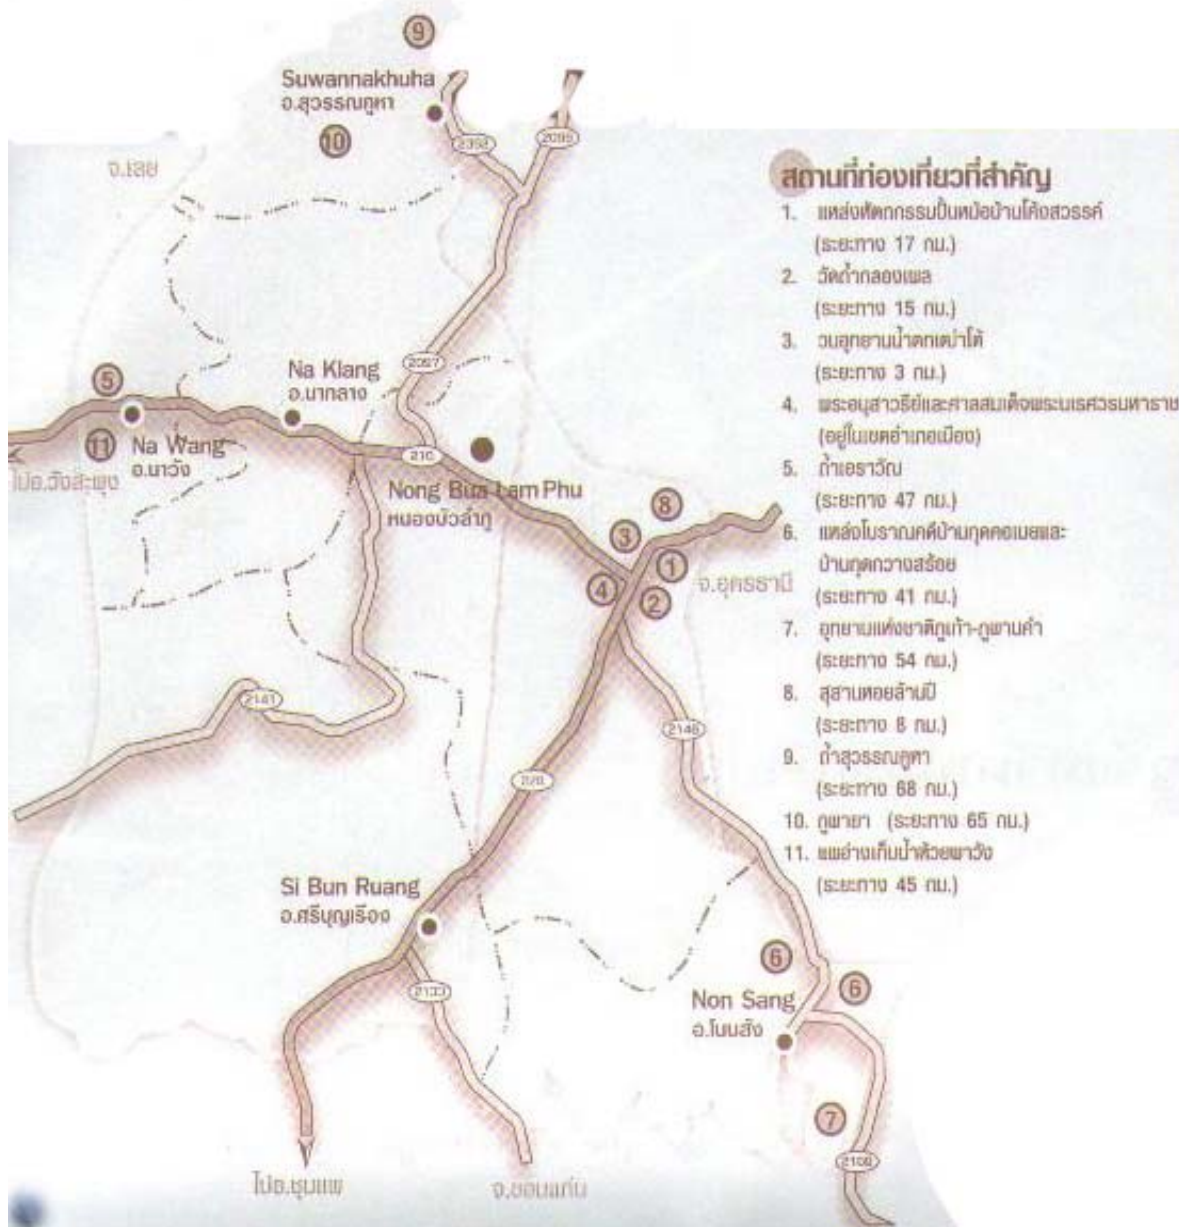 9
Suwannakhuha
อ.สุวรรณคูหา
10
จ.เลย
สถานที่ท่องเที่ยวที่สำคัญ
1. แหล่งหัตถกรรมปั้นหม้อบ้านโค้งสวรรค์
(ระยะทาง 17 กม.)
2. วัดถ้ำกลองเพล
(ระยะทาง 15 กม.)
3. วนอุทยานน้ำตกเฒ่าโต้
(ระยะทาง 3 กม.)
4. พระอนุสาวรีย์และศาลสมเด็จพระนเรศวรมหาราช
(อยู่ในเขตอำเภอเมือง)
5. ถ้ำเอราวัณ
(ระยะทาง 47 กม.)
6. แหล่งโบราณคดีบ้านกุดคอเมยและ
บ้านกุดกวางสร้อย
(ระยะทาง 41 กม.)
7. อุทยานแห่งชาติภูเก้า-ภูพานคำ
(ระยะทาง 54 กม.)
8. สุสานหอยล้านปี
(ระยะทาง กม.)
9. ถ้ำสุวรรณคูหา
(ระยะทาง 68 กม.)
10. ภูพายา (ระยะทาง 65 กม.)
11. แพอ่างเก็บน้ำห้วยผาวัง
(ระยะทาง 45 กม.)
2097
Na Klang
อ.นากลาง
5
11
Na Wang
อ.นาวัง
ไปอ.วังสะพุง
210
Nong Bua Lam Phu
หนองบัวลำภู
8
3
1
4
2
จ.อุดรธานี
2141
2146
228
Si Bun Ruang
อ.ศรีบุญเรือง
6
6
Non Sang
อ.โนนสัง
7
ไปอ.ชุมแพ
จ.ขอนแก่น